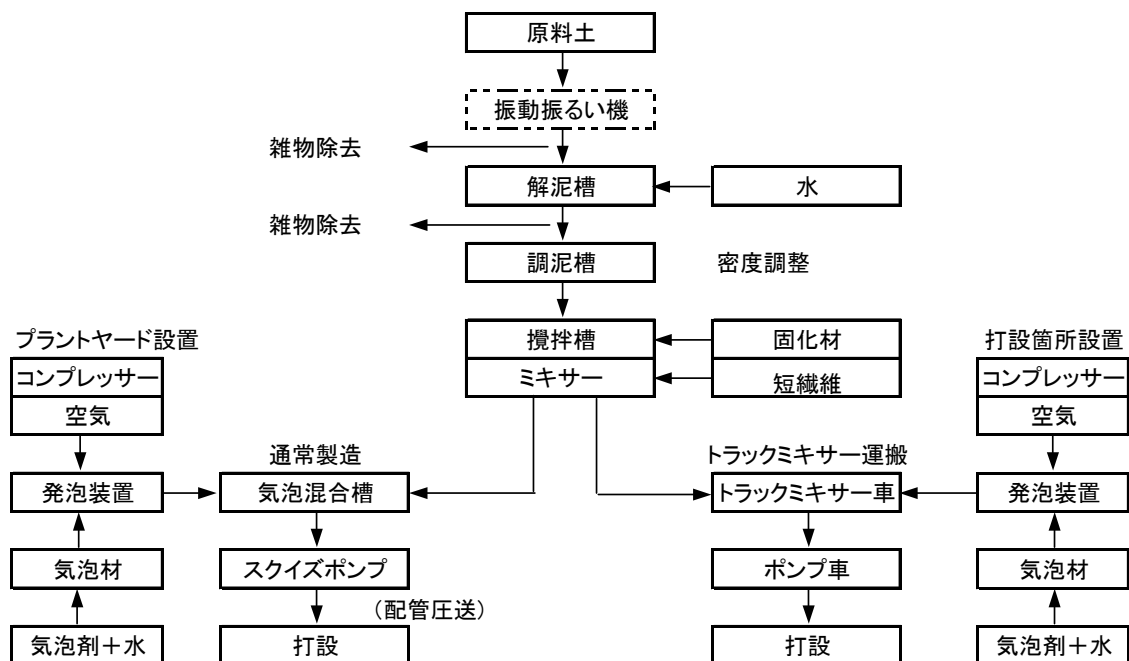 原料土
振動振るい機
雑物除去
解泥槽
水
雑物除去
調泥槽
密度調整
プラントヤード設置
攪拌槽
固化材
打設箇所設置
コンプレッサー
ミキサー
短繊維
コンプレッサー
空気
空気
通常製造
トラックミキサー運搬
発泡装置
気泡混合槽
トラックミキサー車
発泡装置
気泡材
スクイズポンプ
ポンプ車
気泡材
(配管圧送)
気泡剤+水
打設
打設
気泡剤+水